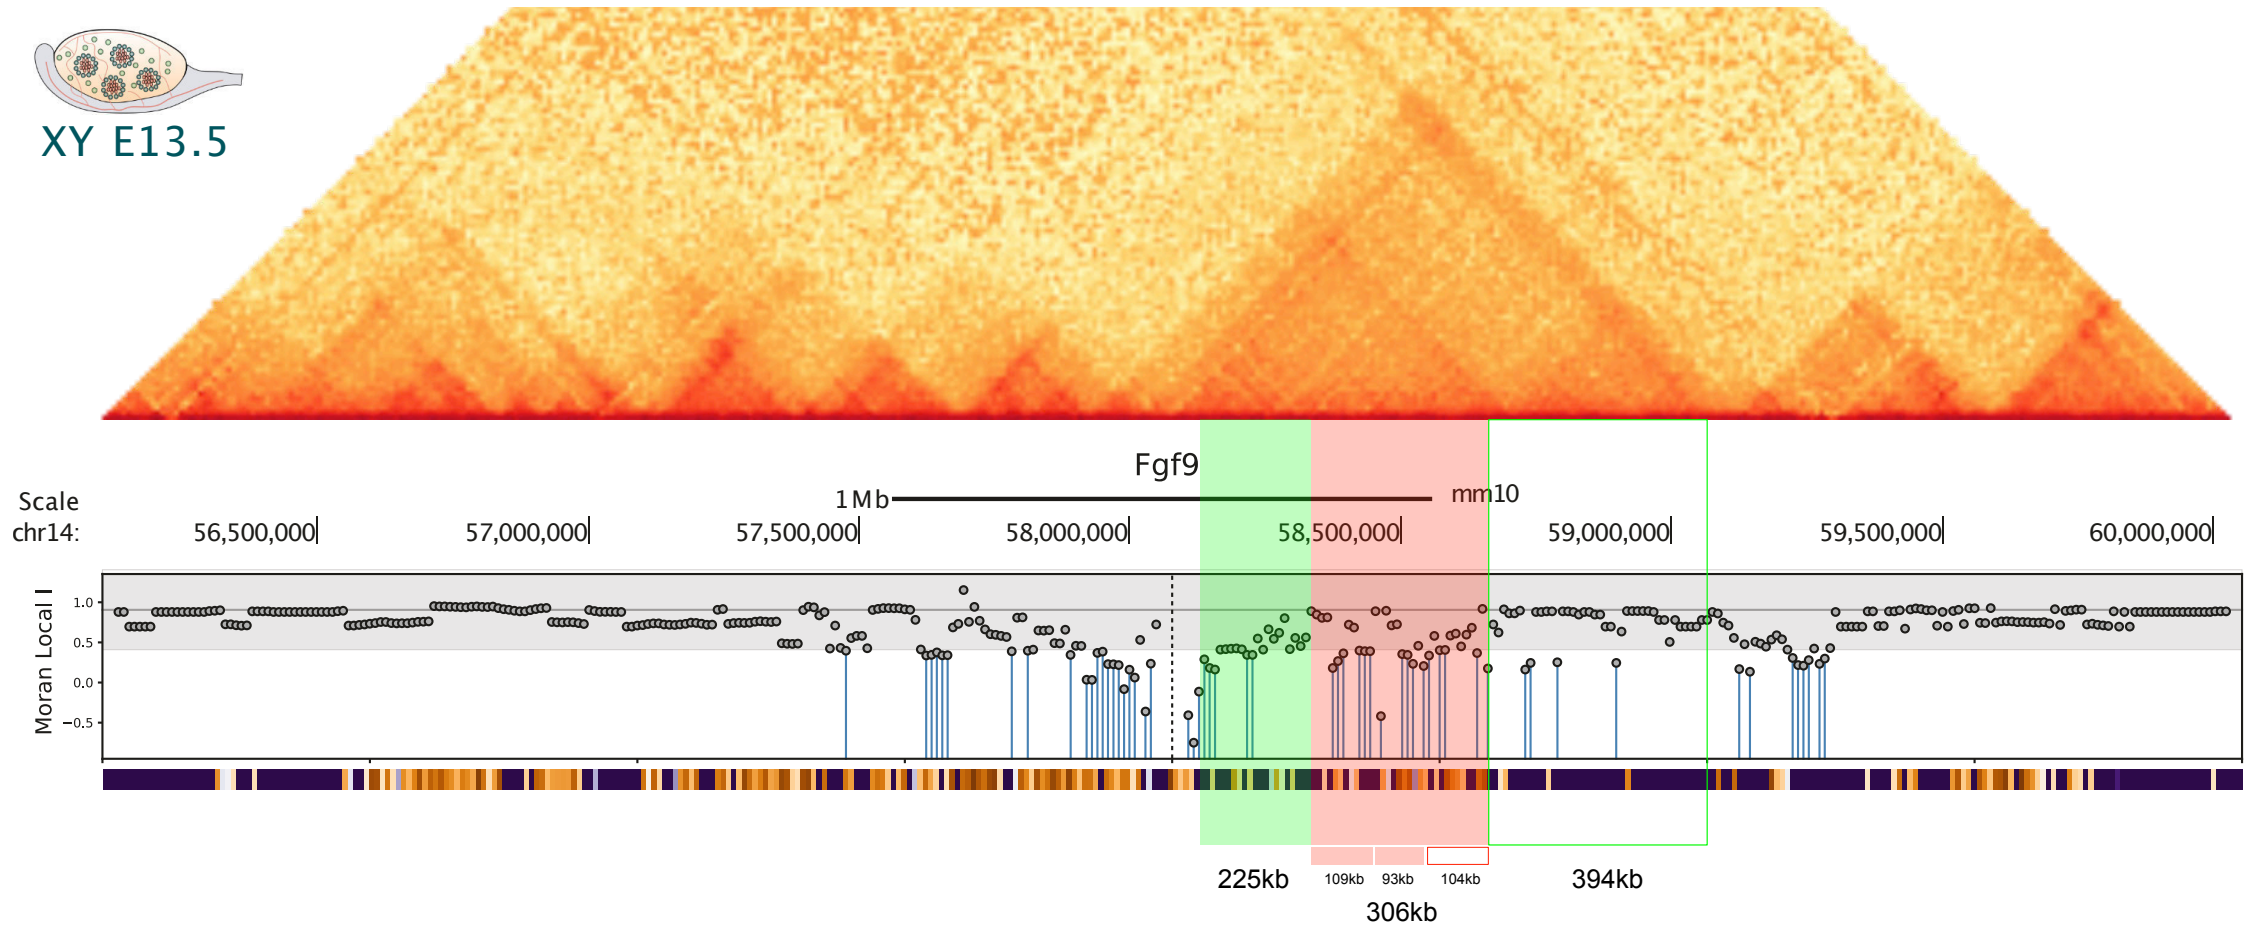 XY E13.5
Fgf9
Scale
1Mb
mm10
chr14:
56,500,000
57,000,000
57,500,000
58,000,000
58,500,000
59,000,000
59,500,000
60,000,000
Moran Local I
1.0
0.5
0.0
−0.5
225kb
109kb
93kb
104kb
394kb
306kb